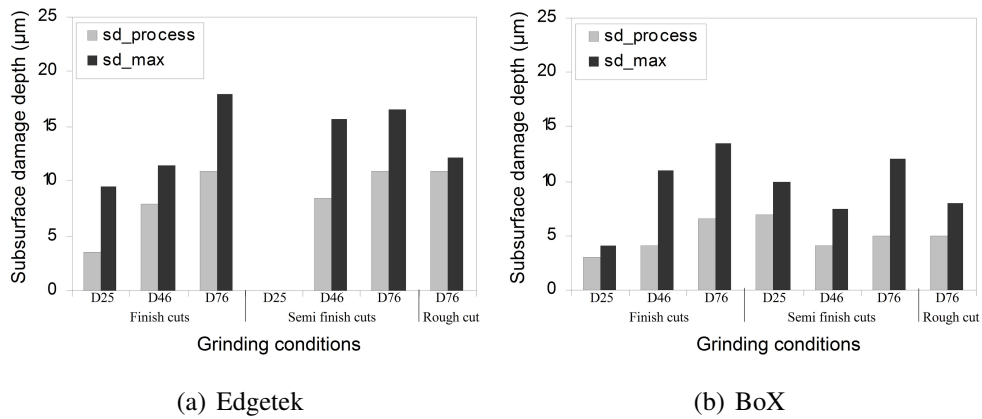 25
sd_process
sd_max
20
15
10
5
0
Subsurface damage depth (µm)
D25 D46 D76 D25 D46 D76 D76
Finish cuts Semi finish cuts Rough cut
Grinding conditions
(a) Edgetek
25
sd_process
sd_max
20
15
10
5
0
Subsurface damage depth (µm)
D25 D46 D76 D25 D46 D76 D76
Finish cuts Semi finish cuts Rough cut
Grinding conditions
(b) BoX